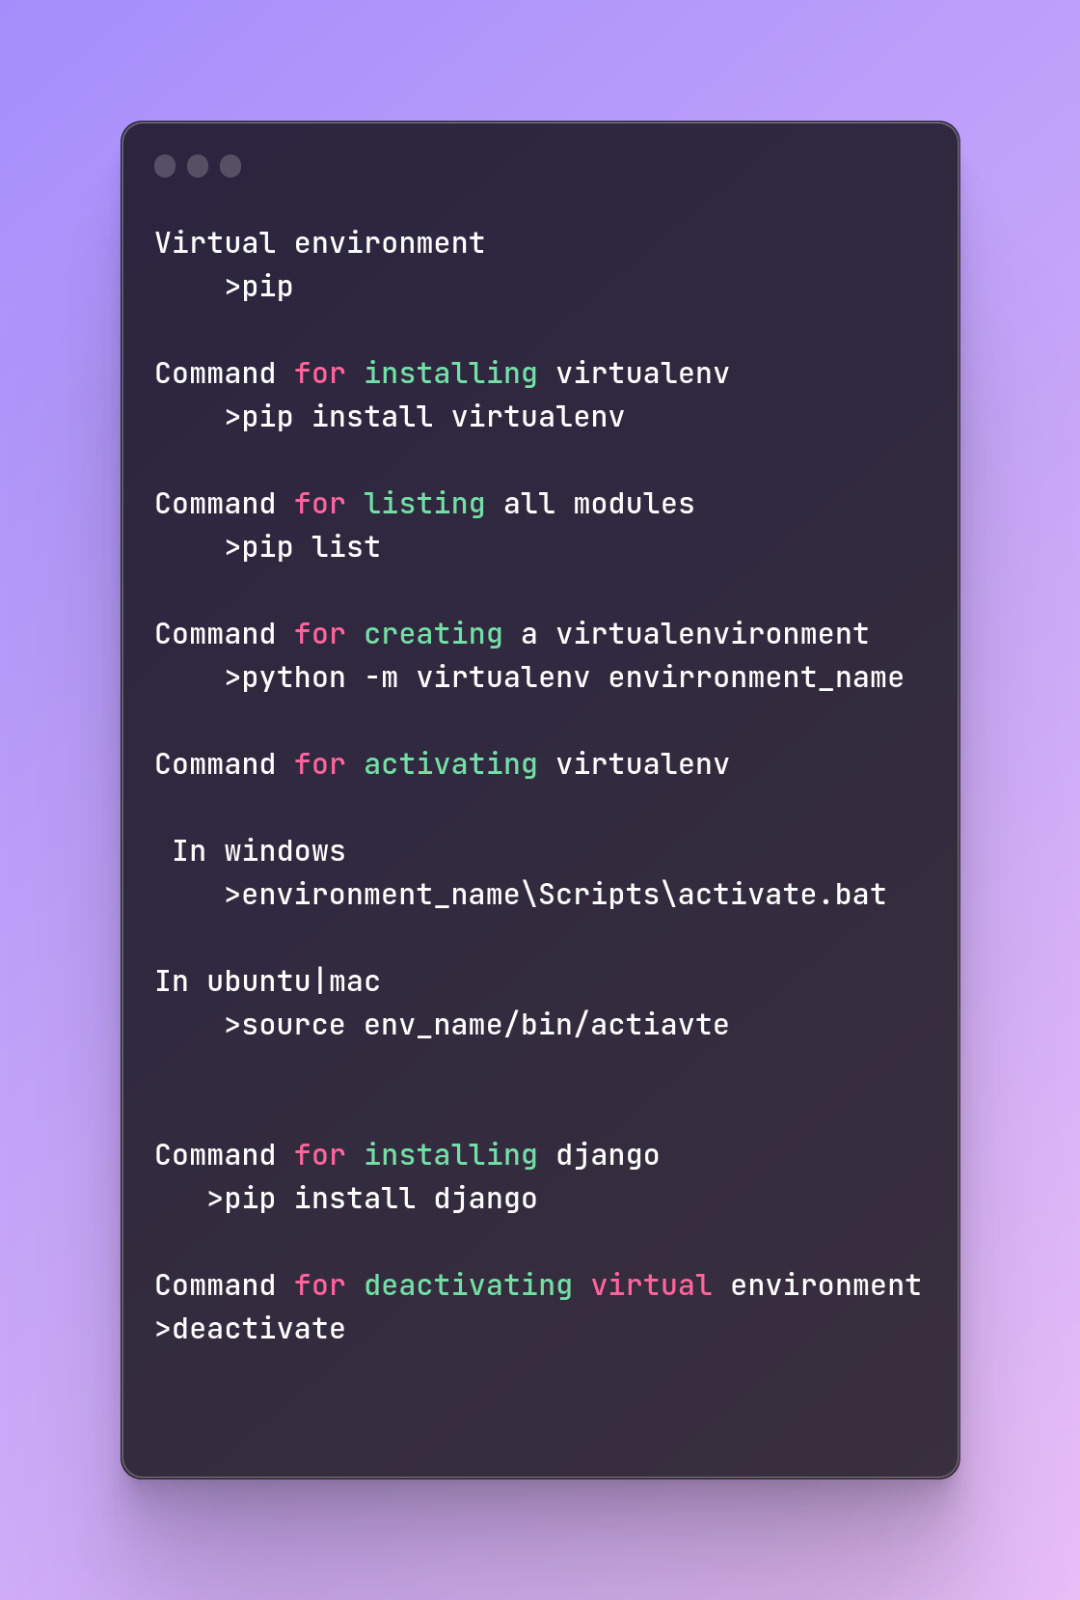 Virtual environment
    >pip
Command for installing virtualenv
    >pip install virtualenv
Command for listing all modules
    >pip list
Command for creating a virtualenvironment
    >python -m virtualenv envirronment_name
Command for activating virtualenv
 In windows
    >environment_name\Scripts\activate.bat
In ubuntu|mac
    >source env_name/bin/actiavte
Command for installing django
   >pip install django
Command for deactivating virtual environment
>deactivate